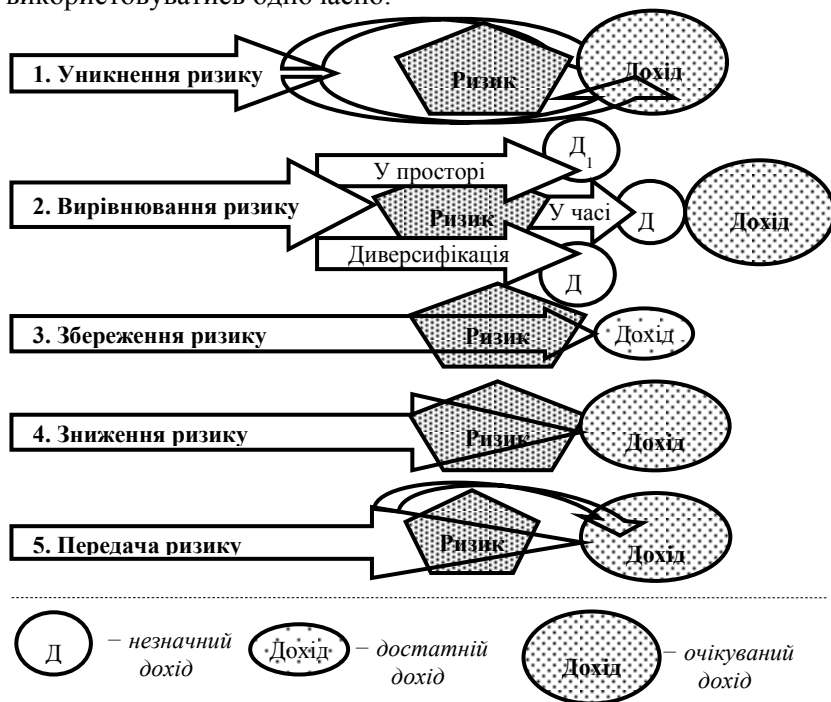 використовуватись одночасно.
1. Уникнення ризику Ризик Дохід
Д1
У просторі
2. Вирівнювання ризику Ризик У часі Д Дохід
Диверсифікація
Д
3. Збереження ризику Ризик Дохід
4. Зниження ризику Ризик Дохід
5. Передача ризику Ризик Дохід
Д – незначний дохід
Дохід – достатній дохід
Дохід – очікуваний дохід